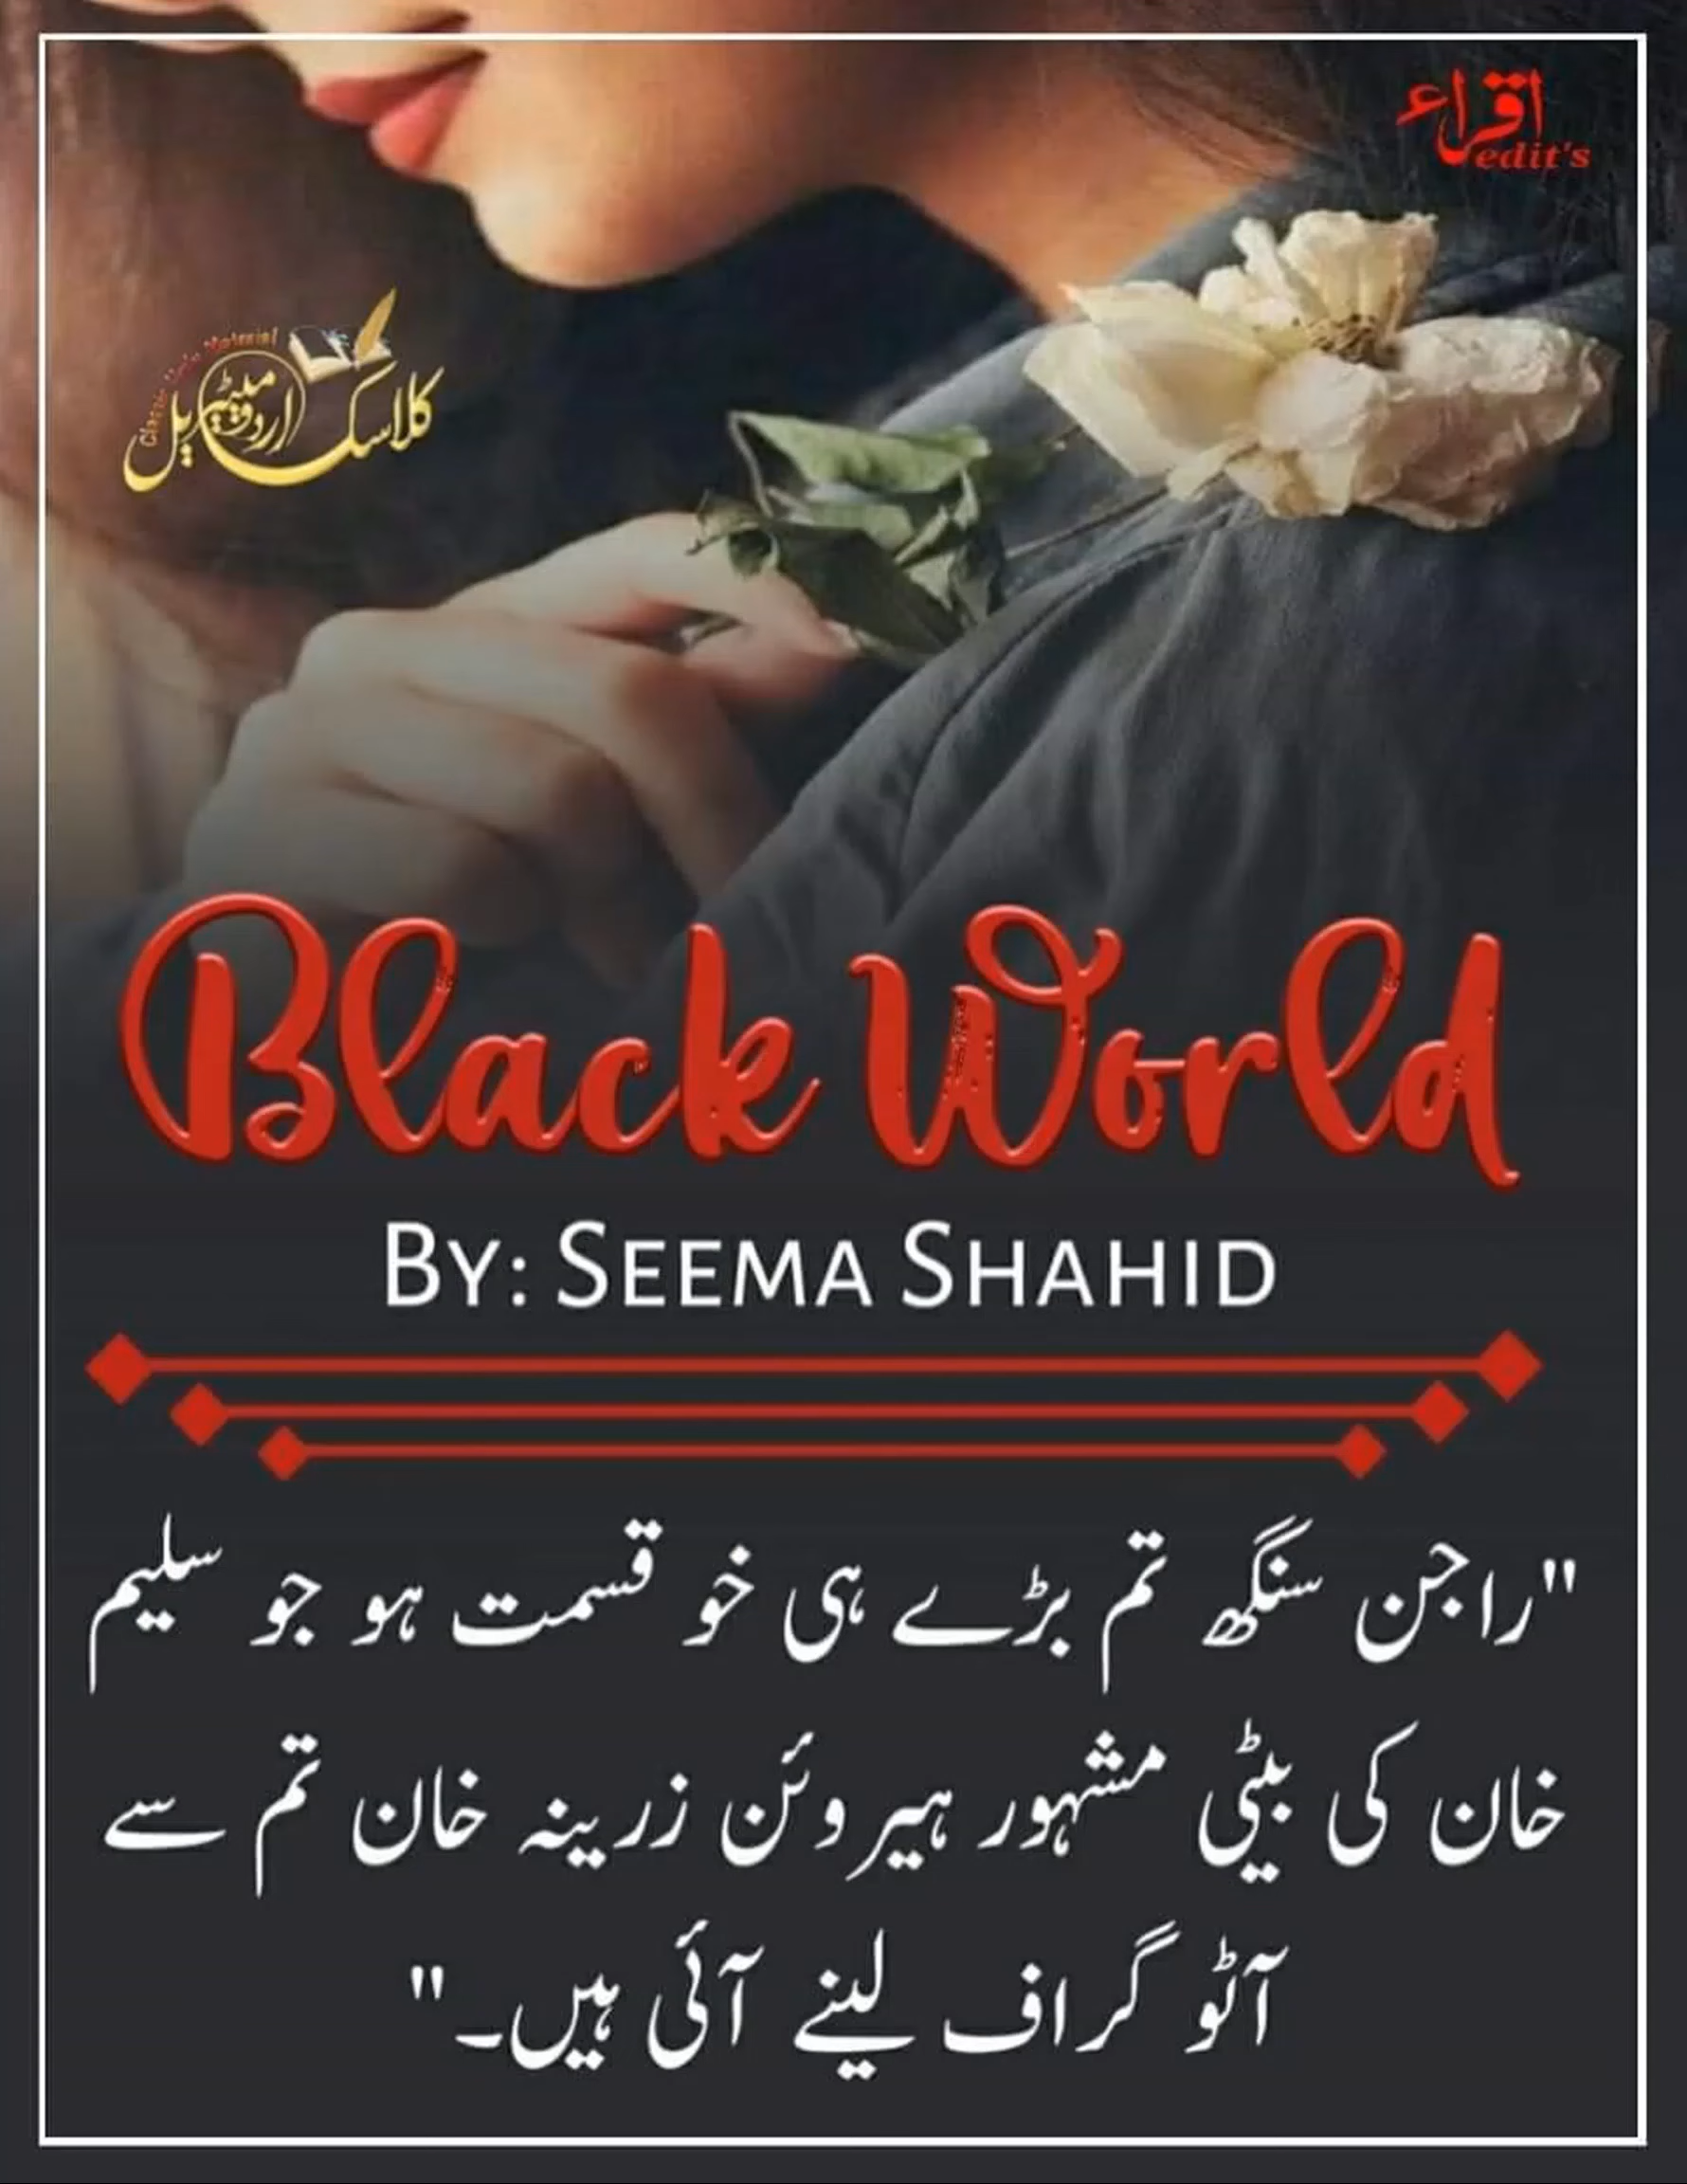 اقراء
edit's
کلاسک اردو میٹیریل
Black World
BY: SEEMA SHAHID
"راجن سنگھ تم بڑے ہی خو قسمت ہو جو سلیم
خان کی بیٹی مشہور ہیروئن زرینہ خان تم سے
آٹو گراف لینے آئی ہیں۔"